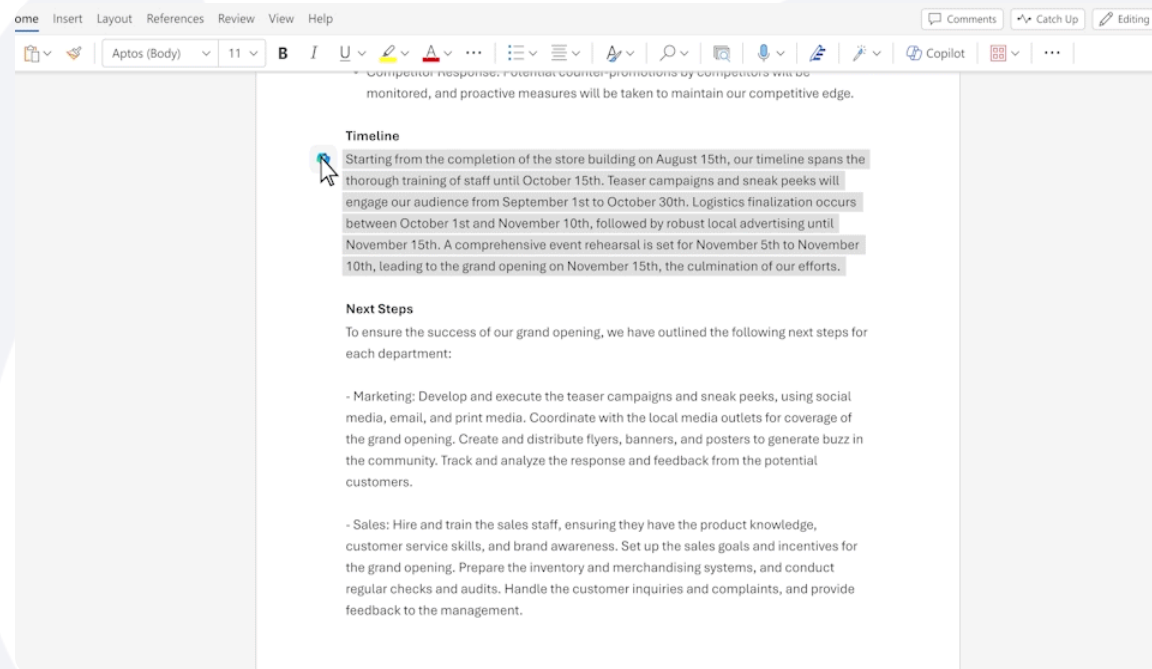 ome Insert Layout References Review View Help Comments Catch Up Editing
Aptos (Body) 11 B I U A ... Copilot ...
• Competitor Response: Potential counter-promotions by competitors will be
monitored, and proactive measures will be taken to maintain our competitive edge.
Timeline
Starting from the completion of the store building on August 15th, our timeline spans the
thorough training of staff until October 15th. Teaser campaigns and sneak peeks will
engage our audience from September 1st to October 30th. Logistics finalization occurs
between October 1st and November 10th, followed by robust local advertising until
November 15th. A comprehensive event rehearsal is set for November 5th to November
10th, leading to the grand opening on November 15th, the culmination of our efforts.
Next Steps
To ensure the success of our grand opening, we have outlined the following next steps for
each department:
- Marketing: Develop and execute the teaser campaigns and sneak peeks, using social
media, email, and print media. Coordinate with the local media outlets for coverage of
the grand opening. Create and distribute flyers, banners, and posters to generate buzz in
the community. Track and analyze the response and feedback from the potential
customers.
- Sales: Hire and train the sales staff, ensuring they have the product knowledge,
customer service skills, and brand awareness. Set up the sales goals and incentives for
the grand opening. Prepare the inventory and merchandising systems, and conduct
regular checks and audits. Handle the customer inquiries and complaints, and provide
feedback to the management.